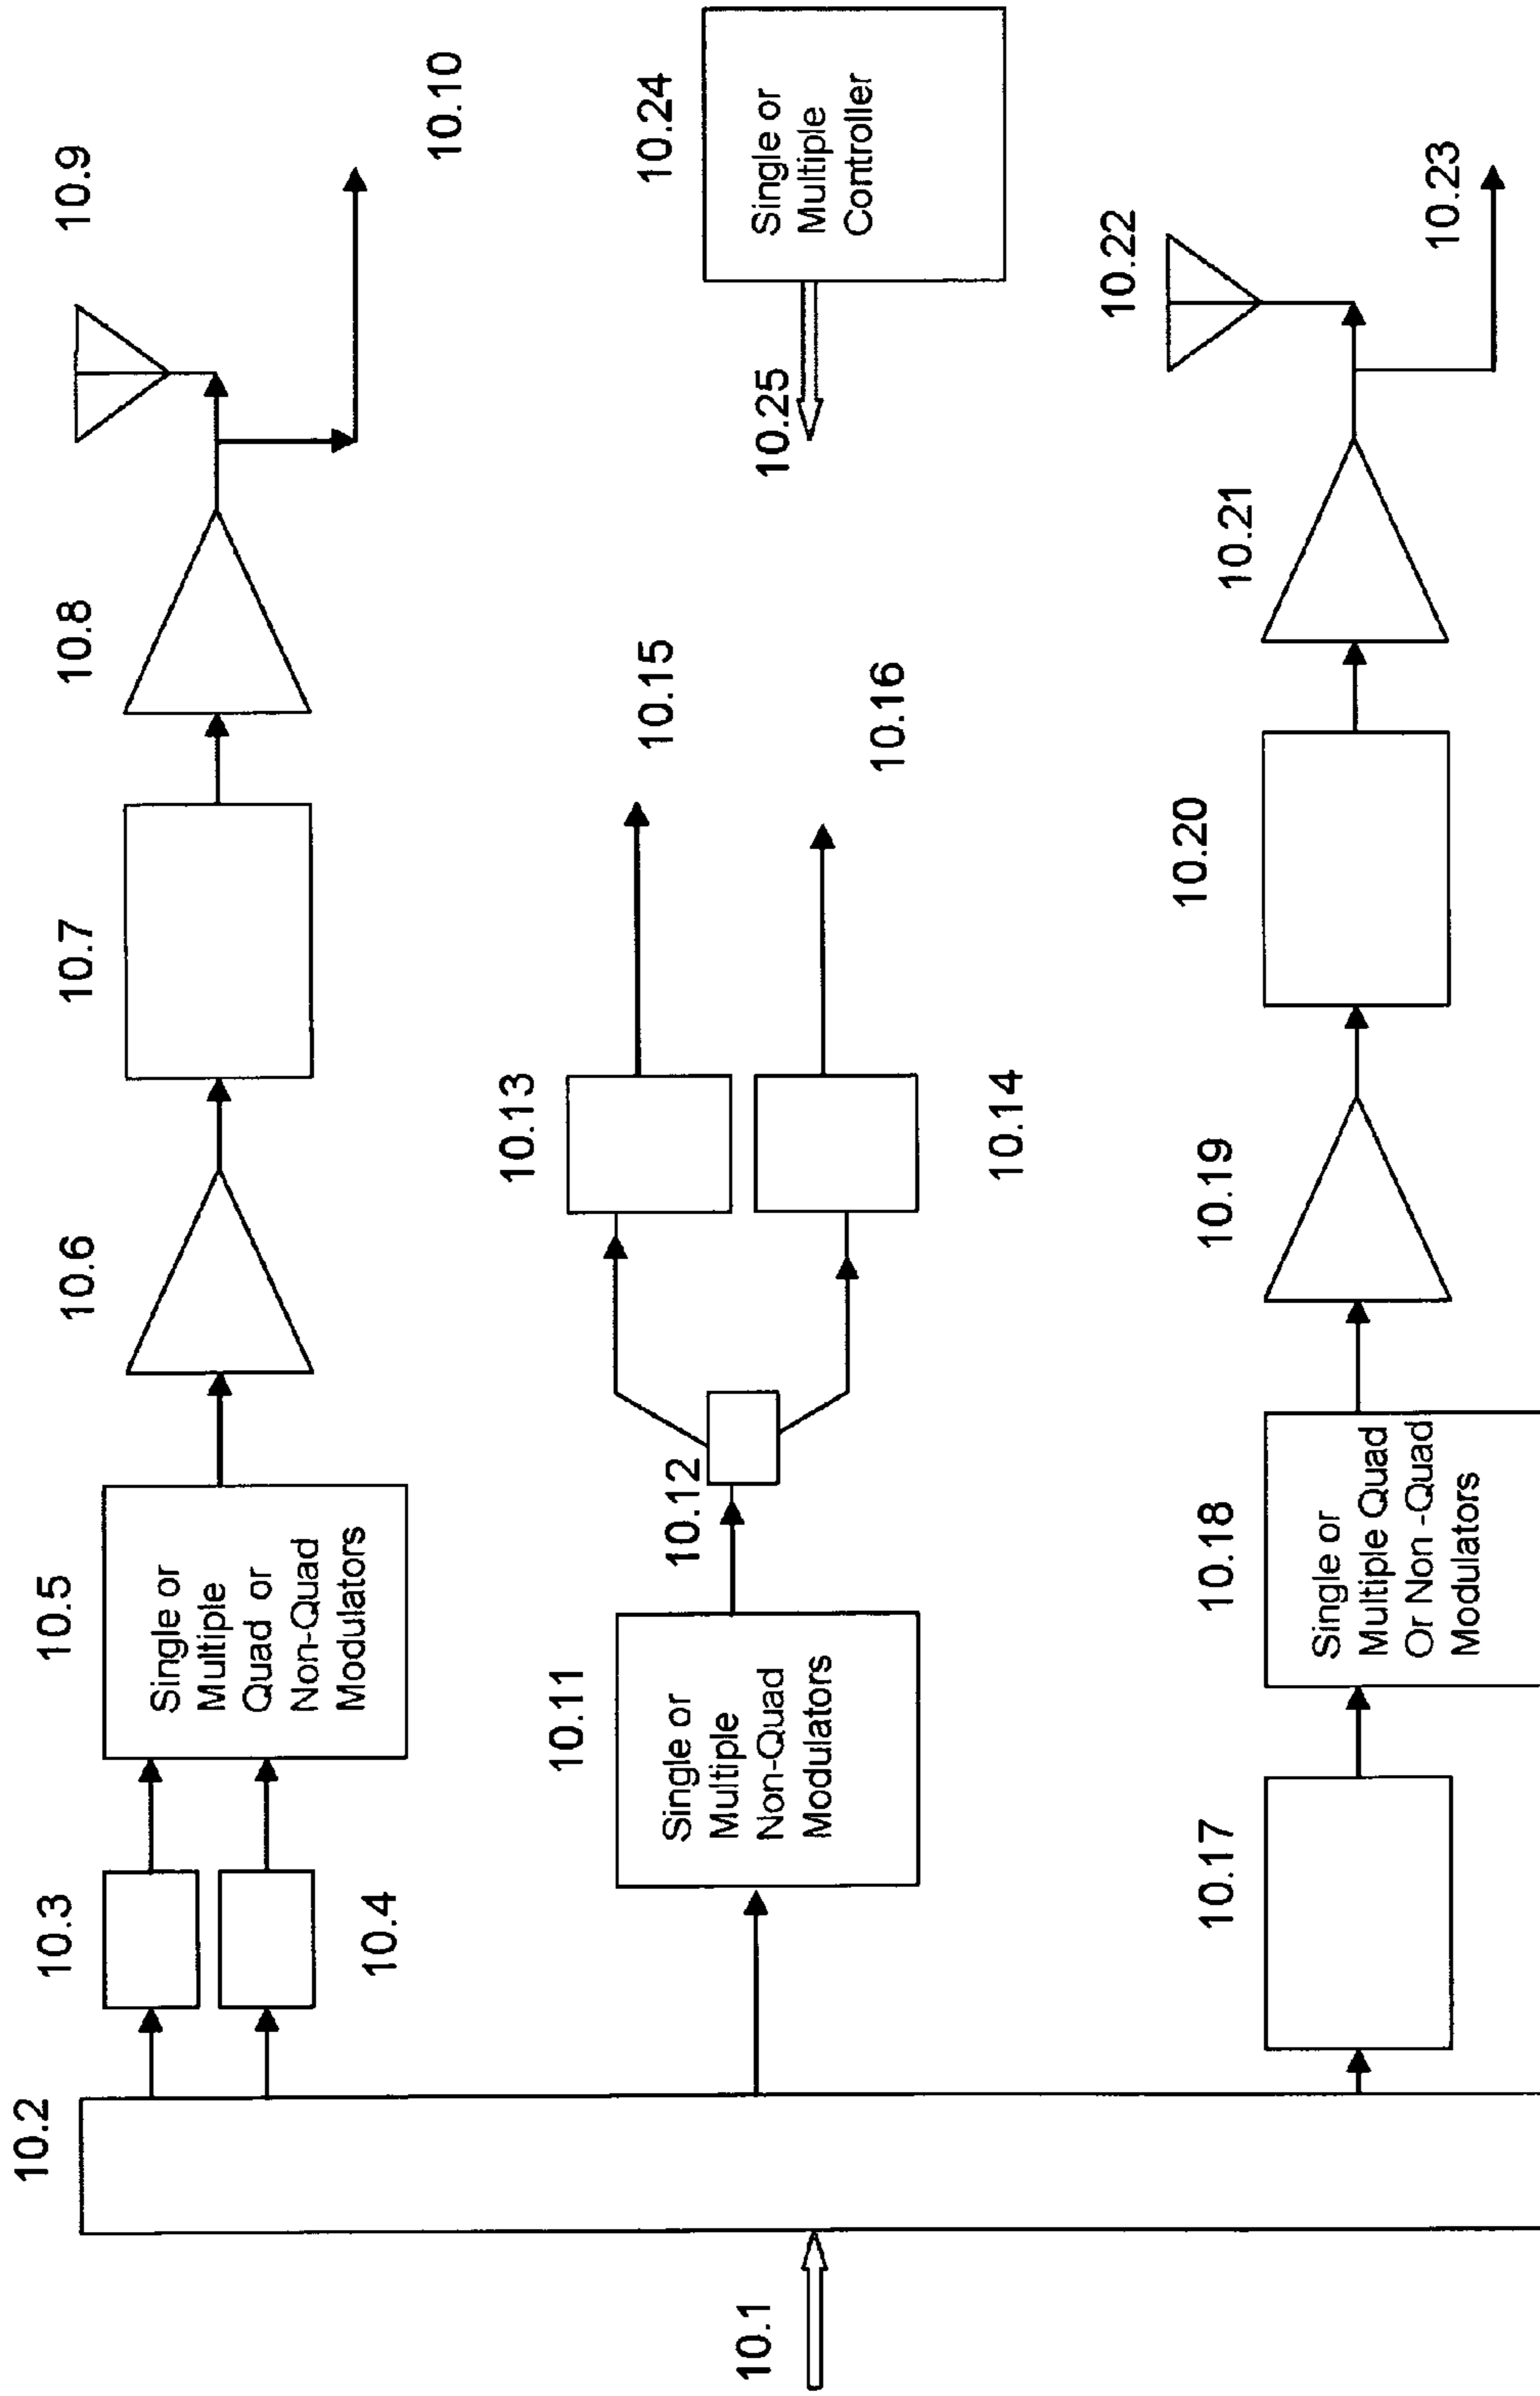 10.1
10.2
10.3
10.4
10.5
Single or
Multiple
Quad or
Non-Quad
Modulators
10.6
10.7
10.8
10.9
10.10
10.11
Single or
Multiple
Non-Quad
Modulators
10.12
10.13
10.14
10.15
10.16
10.17
10.18
Single or
Multiple Quad
Or Non -Quad
Modulators
10.19
10.20
10.21
10.22
10.23
10.24
Single or
Multiple
Controller
10.25